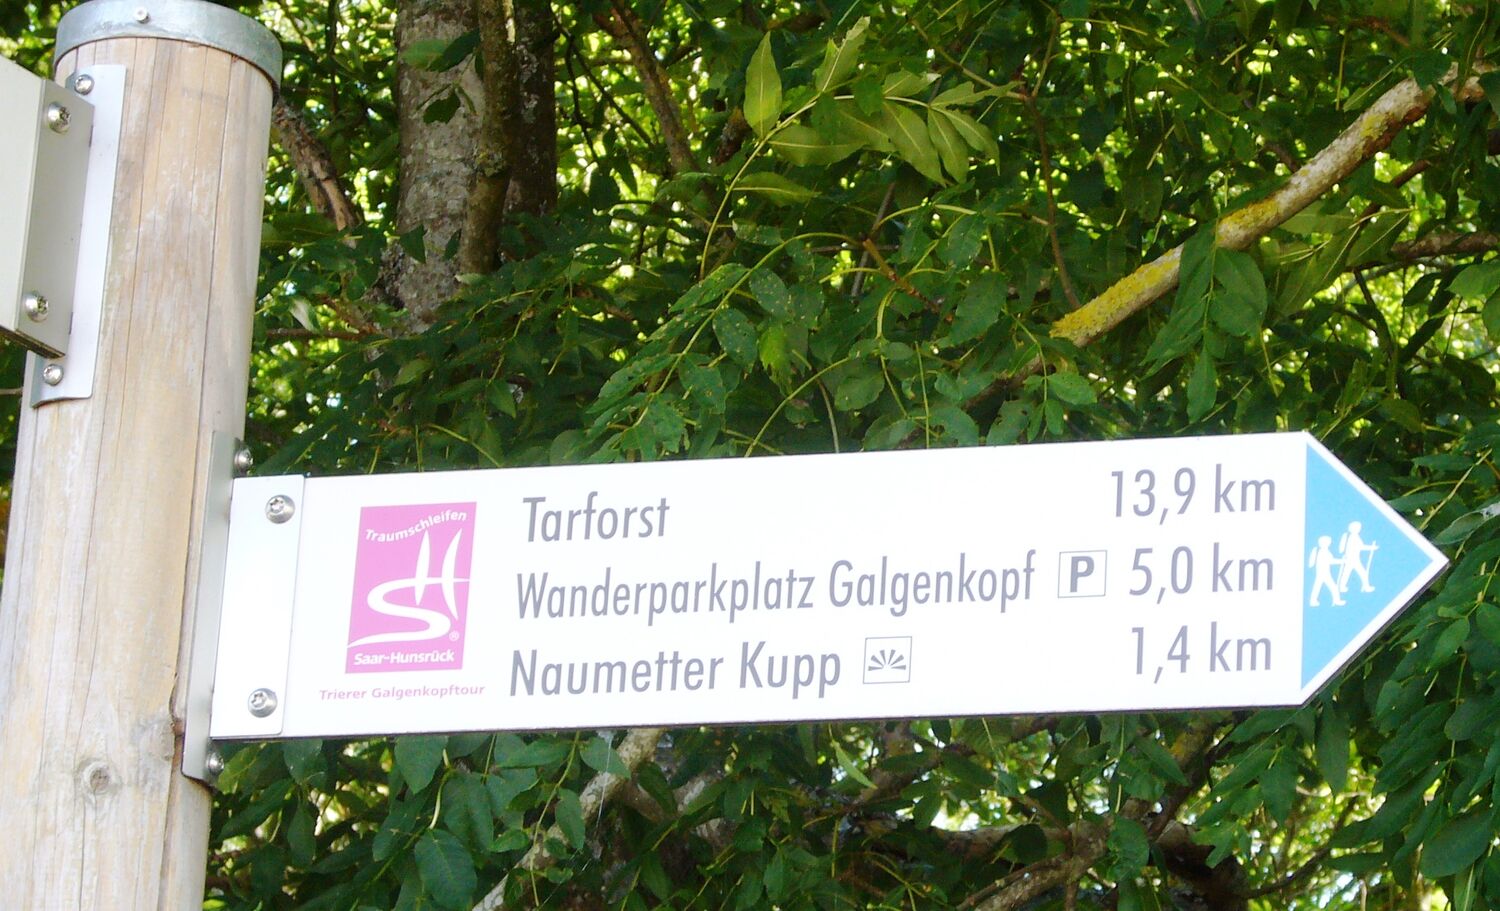 Traumschleifen
SH
®
Saar-Hunsrück
Trierer Galgenkopftour
Tarforst 13,9 km
Wanderparkplatz Galgenkopf P 5,0 km
Naumetter Kupp 1,4 km